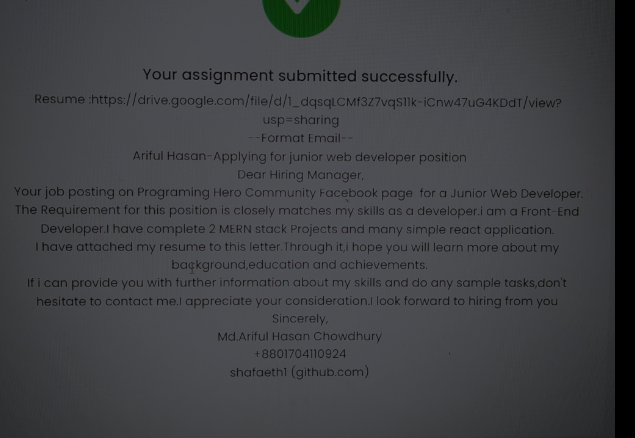 Your assignment submitted successfully.
Resume :https://drive.google.com/file/d/1_dqsqLCMf3Z7vqS11k-iCnw47uG4KDdT/view?
usp=sharing
--Format Email--
Ariful Hasan-Applying for junior web developer position
Dear Hiring Manager,
Your job posting on Programing Hero Community Facebook page for a Junior Web Developer.
The Requirement for this position is closely matches my skills as a developer.i am a Front-End
Developer.I have complete 2 MERN stack Projects and many simple react application.
I have attached my resume to this letter.Through it,i hope you will learn more about my
background,education and achievements.
If i can provide you with further information about my skills and do any sample tasks,don't
hesitate to contact me.I appreciate your consideration.I look forward to hiring from you
Sincerely,
Md.Ariful Hasan Chowdhury
+8801704110924
shafaeth1 (github.com)